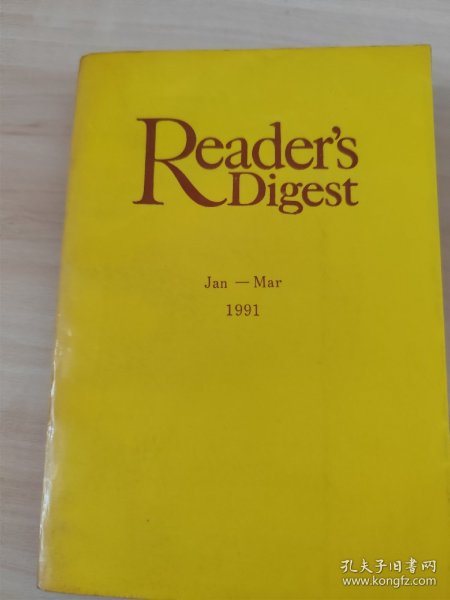 Reader's
Digest
Jan — Mar
1991
孔夫子旧书网
www.kongfz.com